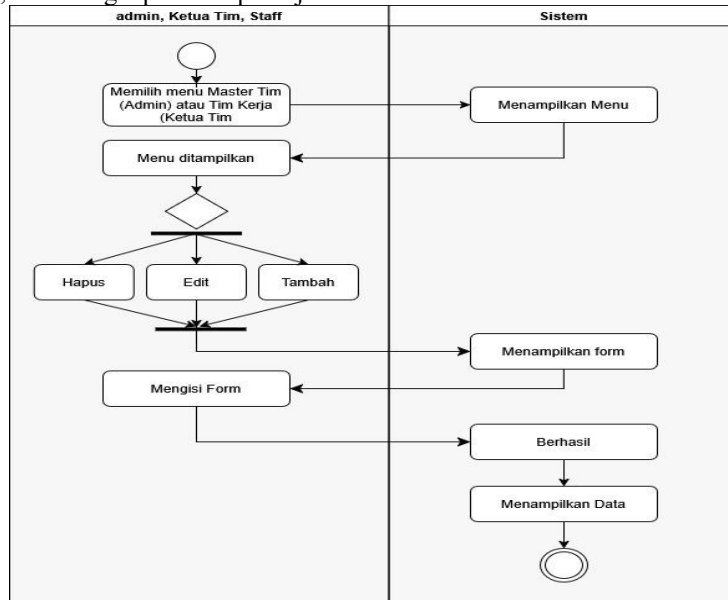 admin, Ketua Tim, Staff
Sistem
Memilih menu Master Tim
(Admin) atau Tim Kerja
(Ketua Tim
Menampilkan Menu
Menu ditampilkan
Hapus
Edit
Tambah
Menampilkan form
Mengisi Form
Berhasil
Menampilkan Data